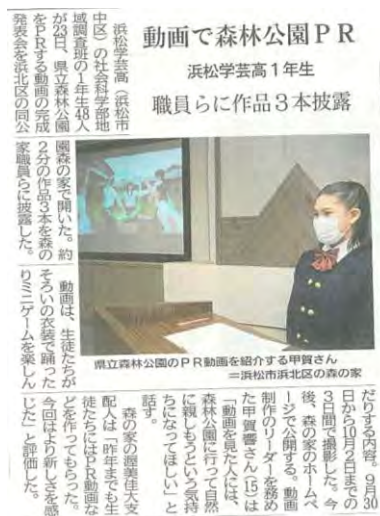 動画で森林公園PR
浜松学芸高1年生
職員らに作品3本披露
浜松学芸高(浜松市
中区)の社会科学部地
域調査班の1年生48人
が23日、県立森林公園
をPRする動画の完成
発表会を浜北区の同公
園森の家で開いた。約
2分の作品3本を森の
家職員らに披露した。
県立森林公園のPR動画を紹介する甲賀さん
=浜松市浜北区の森の家
動画は、生徒たちが
そろいの衣装で踊った
りミニゲームを楽しん
だりする内容。9月30
日から10月2日までの
3日間で撮影した。今
後、森の家のホームペ
ージで公開する。動画
制作のリーダーを務め
た甲賀響さん(15)は
「動画を見た人には、
森林公園に行って自然
に親しもうという気持
ちになってほしい」と
話す。
森の家の渥美佳大支
配人は「昨年までも生
徒たちにはPR動画な
どを作ってもらった。
今回はより新しさを感
じた」と評価した。